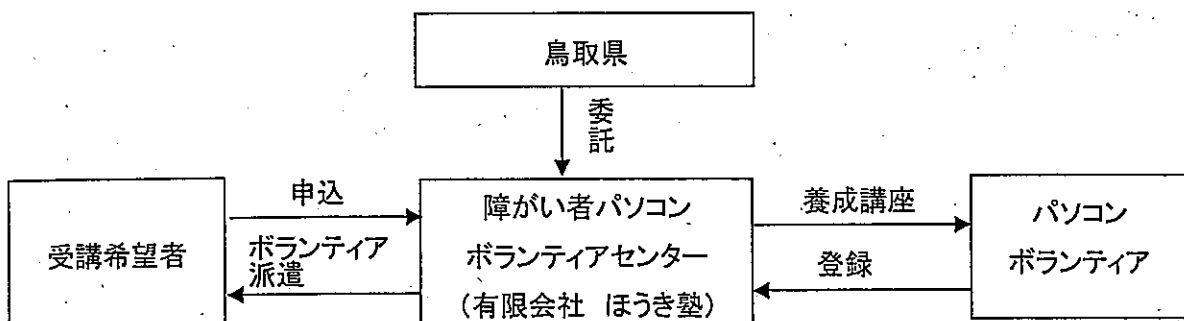 鳥取県
委託
申込
障がい者パソコン
養成講座
パソコン
受講希望者
ボランティア
派遣
ボランティアセンター
登録
ボランティア
(有限会社 ほうき塾)